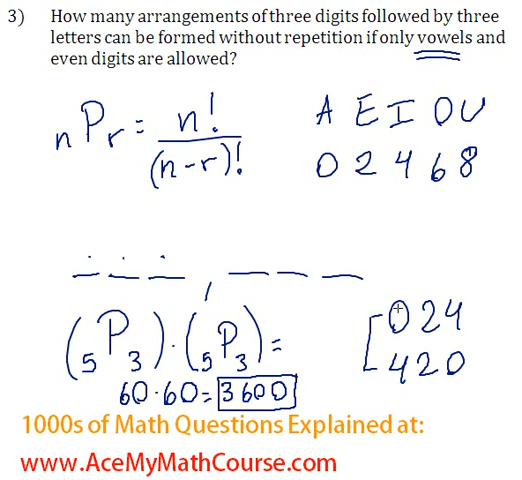 3) How many arrangements of three digits followed by three
letters can be formed without repetition if only vowels and
even digits are allowed?
nPr = n!/(n-r)!
A E I O U
0 2 4 6 8
(5P3)·(5P3)=
60·60=3600
024
420
1000s of Math Questions Explained at:
www.AceMyMathCourse.com